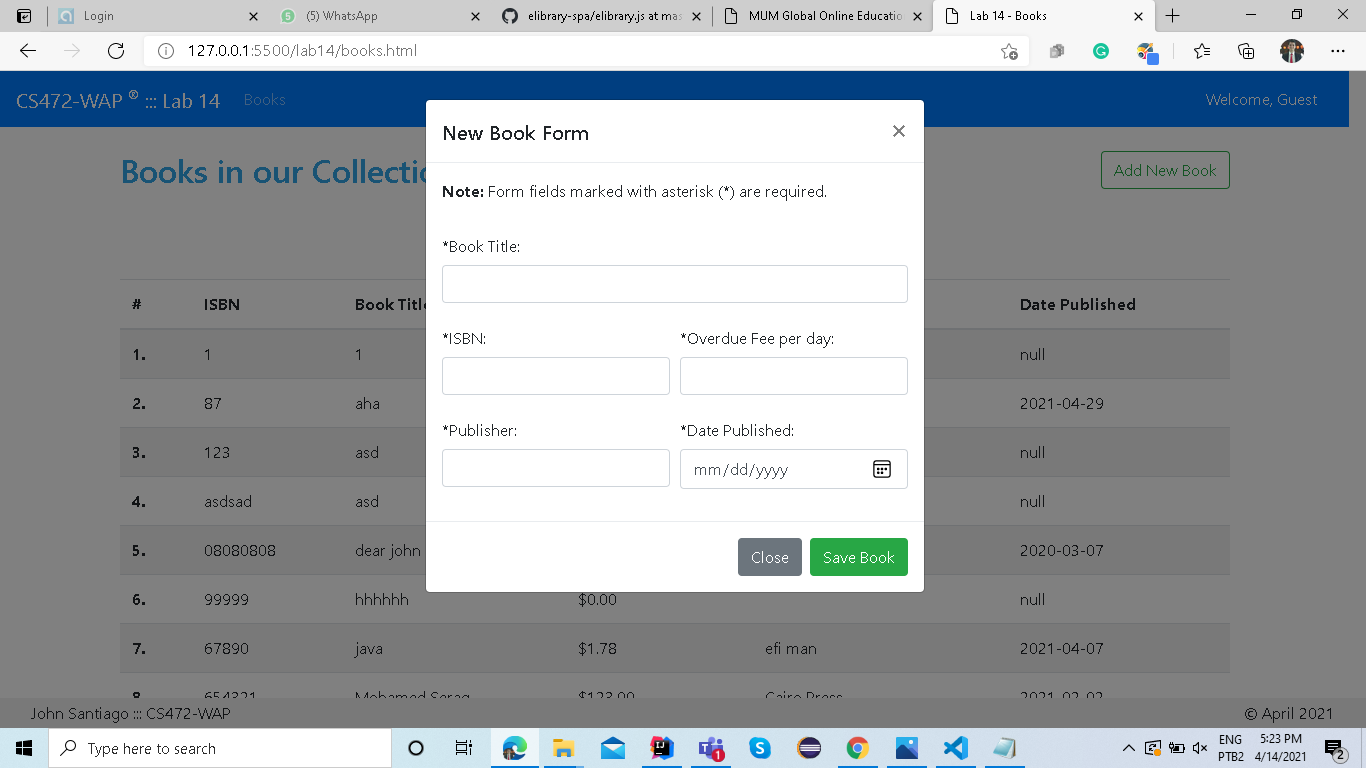 Login
(5) WhatsApp
elibrary-spa/elibrary.js at mas
MUM Global Online Educatio
Lab 14 - Books
127.0.0.1:5500/lab14/books.html
CS472-WAP ® ::: Lab 14
Books
Welcome, Guest
Books in our Collectio
Add New Book
New Book Form
×
Note: Form fields marked with asterisk (*) are required.
*Book Title:
*ISBN: *Overdue Fee per day:
*Publisher: *Date Published:
mm/dd/yyyy
Close Save Book
# ISBN Book Title Date Published
1. 1 1 null
2. 87 aha 2021-04-29
3. 123 asd null
4. asdsad asd null
5. 08080808 dear john 2020-03-07
6. 99999 hhhhhh $0.00 null
7. 67890 java $1.78 efi man 2021-04-07
8. 654321 Mohamed Serag $123.00 Cairo Press 2021-02-02
John Santiago ::: CS472-WAP © April 2021
Type here to search
1
ENG 5:23 PM
PTB2 4/14/2021
2